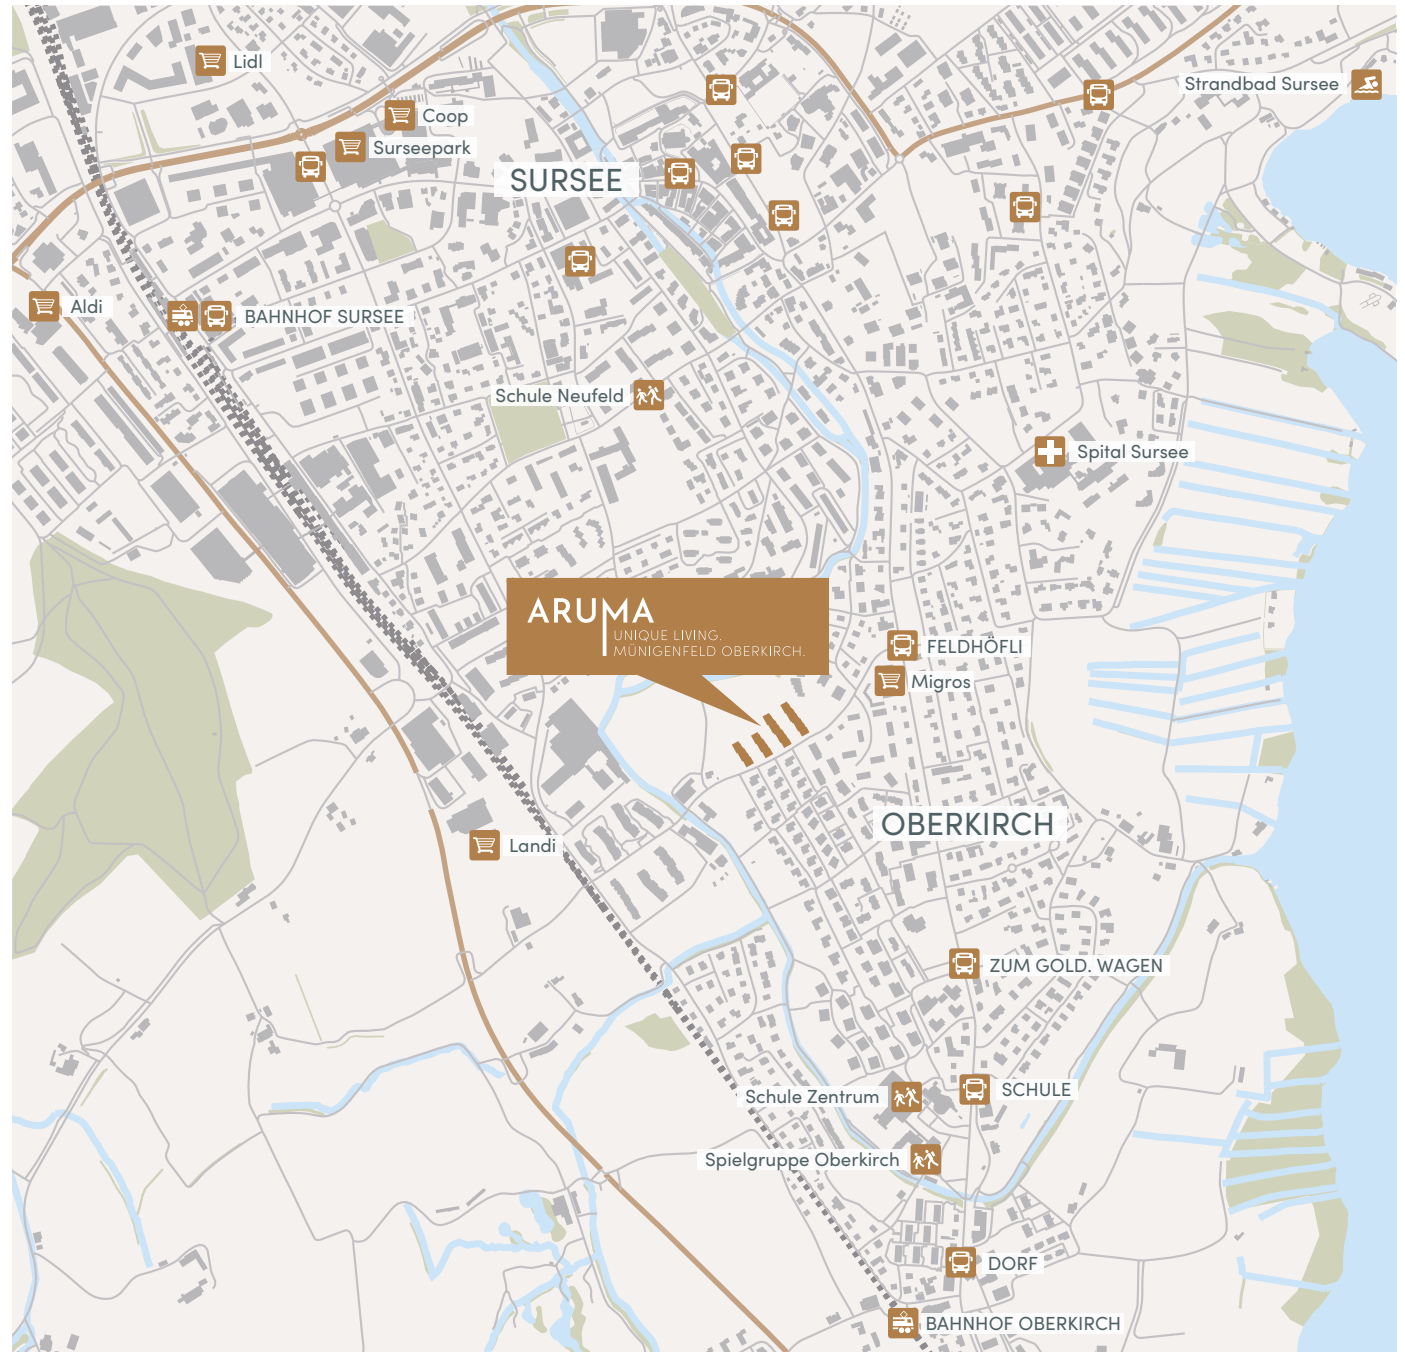 Lidl
Strandbad Sursee
Coop
Surseepark
SURSEE
Aldi
BAHNHOF SURSEE
Schule Neufeld
Spital Sursee
ARUMA
UNIQUE LIVING.
MÜNIGENFELD OBERKIRCH.
FELDHÖFLI
Migros
OBERKIRCH
Landi
ZUM GOLD. WAGEN
SCHULE
Schule Zentrum
Spielgruppe Oberkirch
DORF
BAHNHOF OBERKIRCH